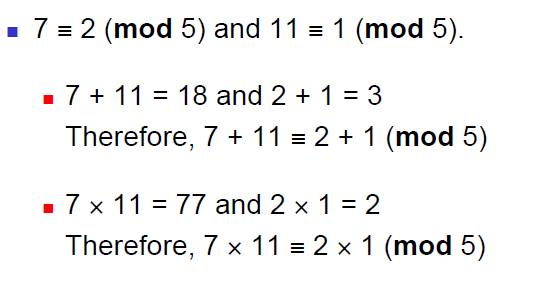 ▪ 7 ≡ 2 (mod 5) and 11 ≡ 1 (mod 5).
▪ 7 + 11 = 18 and 2 + 1 = 3
Therefore, 7 + 11 ≡ 2 + 1 (mod 5)
▪ 7 × 11 = 77 and 2 × 1 = 2
Therefore, 7 × 11 ≡ 2 × 1 (mod 5)